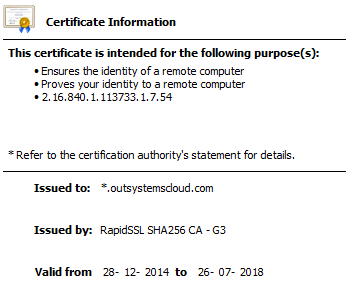 Certificate Information
This certificate is intended for the following purpose(s):
• Ensures the identity of a remote computer
• Proves your identity to a remote computer
• 2.16.840.1.113733.1.7.54
* Refer to the certification authority's statement for details.
Issued to: *.outsystemscloud.com
Issued by: RapidSSL SHA256 CA - G3
Valid from 28- 12- 2014 to 26- 07- 2018